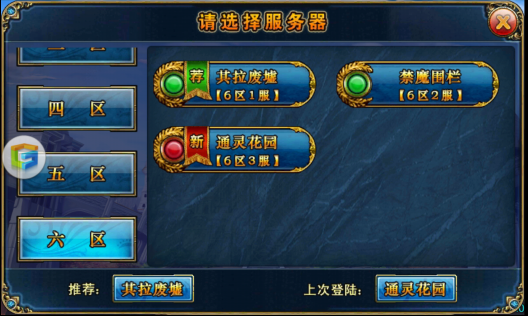 请选择服务器
四 区
五 区
六 区
荐
其拉废墟
【6区1服】
禁魔围栏
【6区2服】
新
通灵花园
【6区3服】
推荐：
其拉废墟
上次登陆：
通灵花园